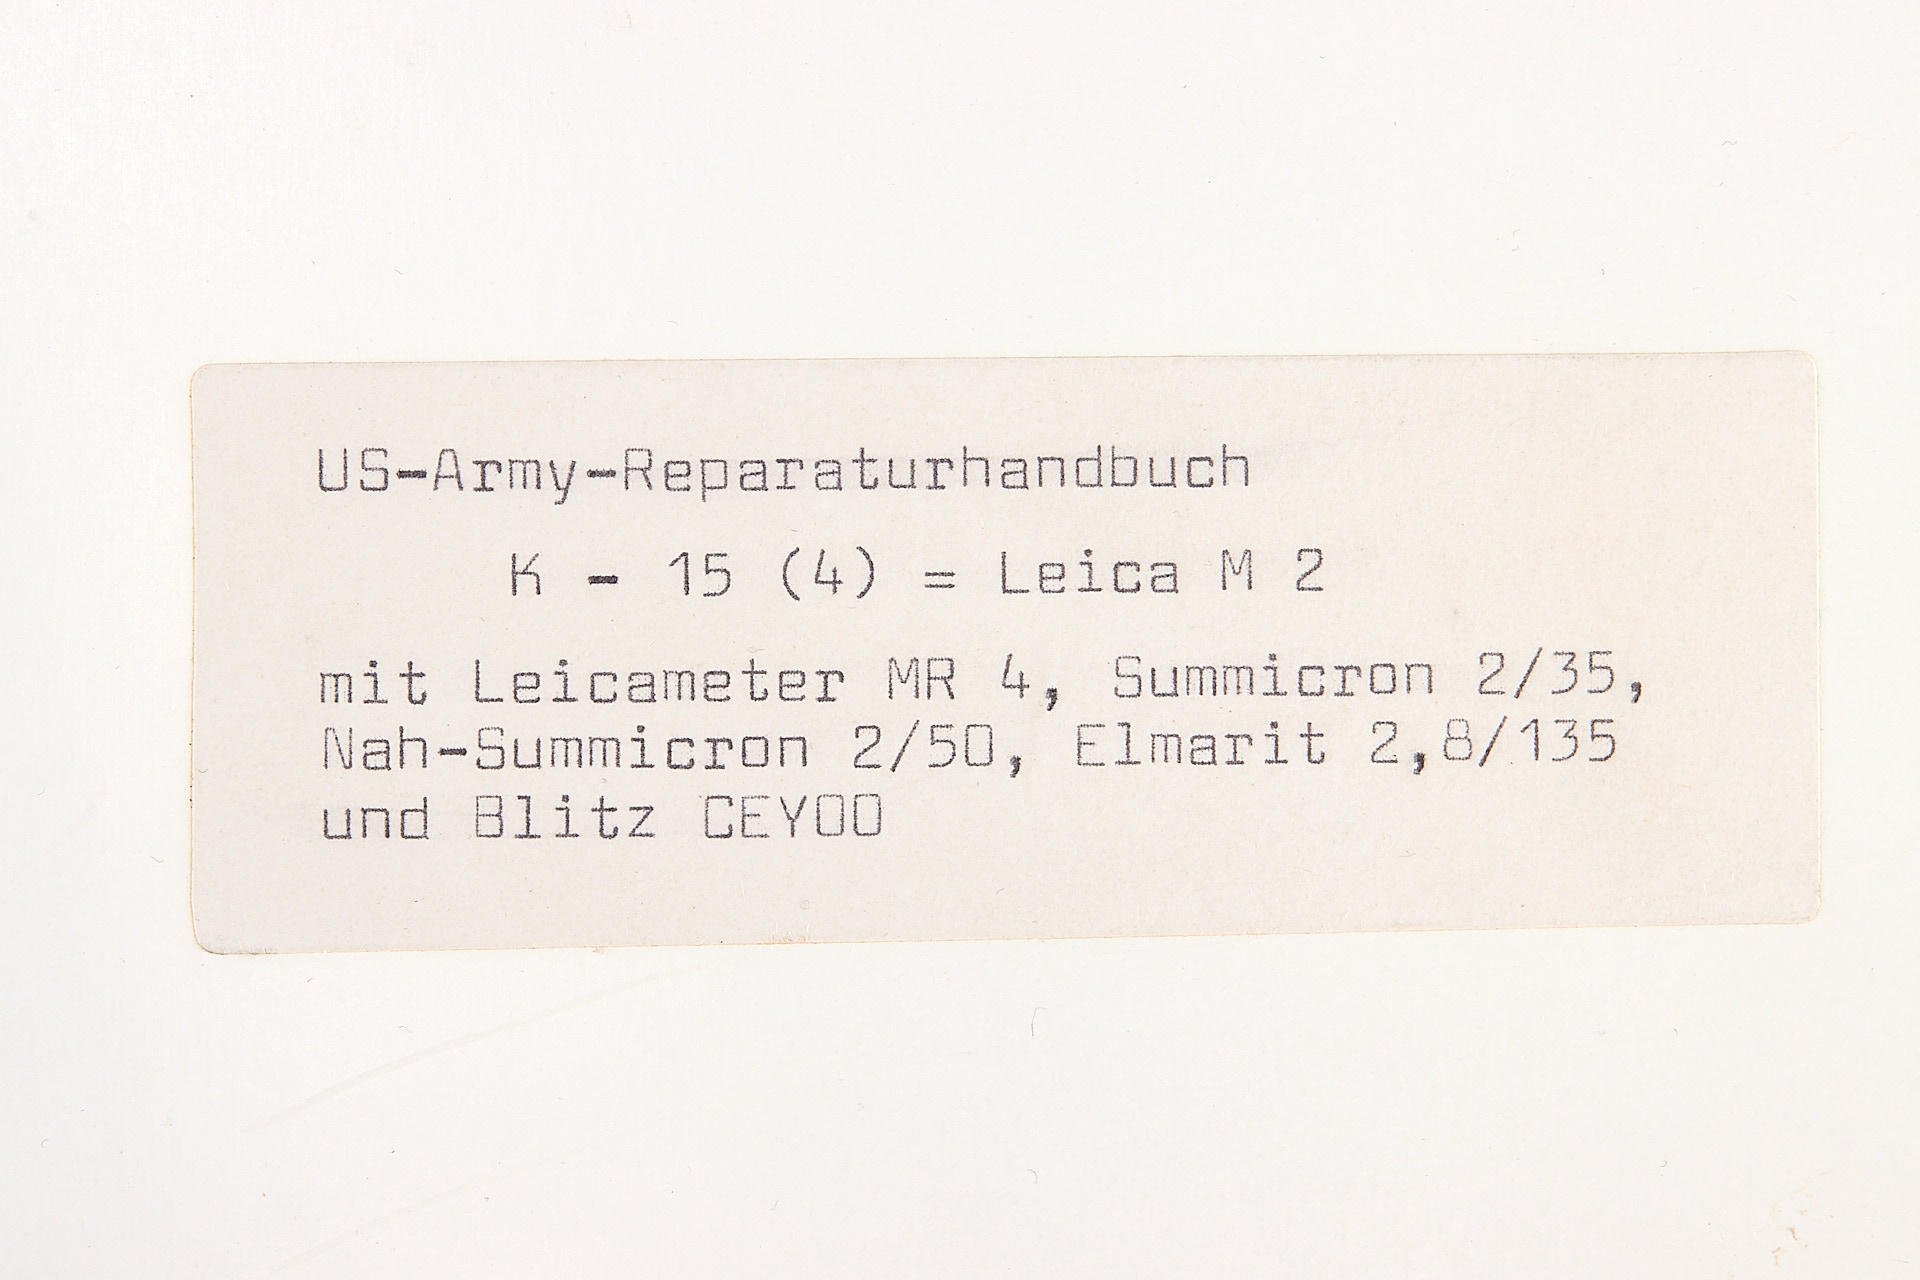 US-Army-Reparaturhandbuch
K - 15 (4) = Leica M 2
mit Leicameter MR 4, Summicron 2/35,
Nah-Summicron 2/50, Elmarit 2,8/135
und Blitz CEYOO